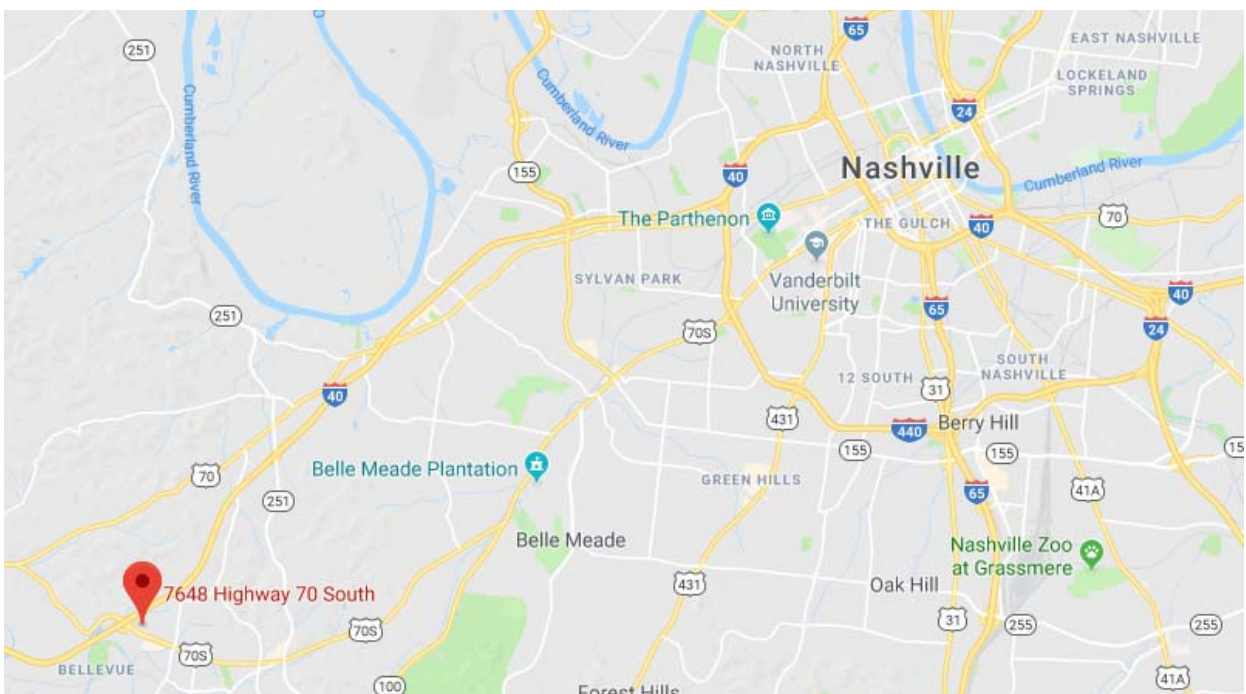 65
EAST NASHVILLE
251
NORTH
NASHVILLE
LOCKELAND
SPRINGS
Cumberland River
Cumberland River
24
155
40
Nashville
Cumberland River
The Parthenon
THE GULCH
70
40
Vanderbilt
University
SYLVAN PARK
251
70S
65
40
24
40
12 SOUTH
31
SOUTH
NASHVILLE
431
440
Berry Hill
155
155
155
Belle Meade Plantation
70
251
GREEN HILLS
65
41A
Belle Meade
Nashville Zoo
at Grassmere
7648 Highway 70 South
431
Oak Hill
31
255
255
70S
70S
BELLEVUE
100
Forest Hills
41A